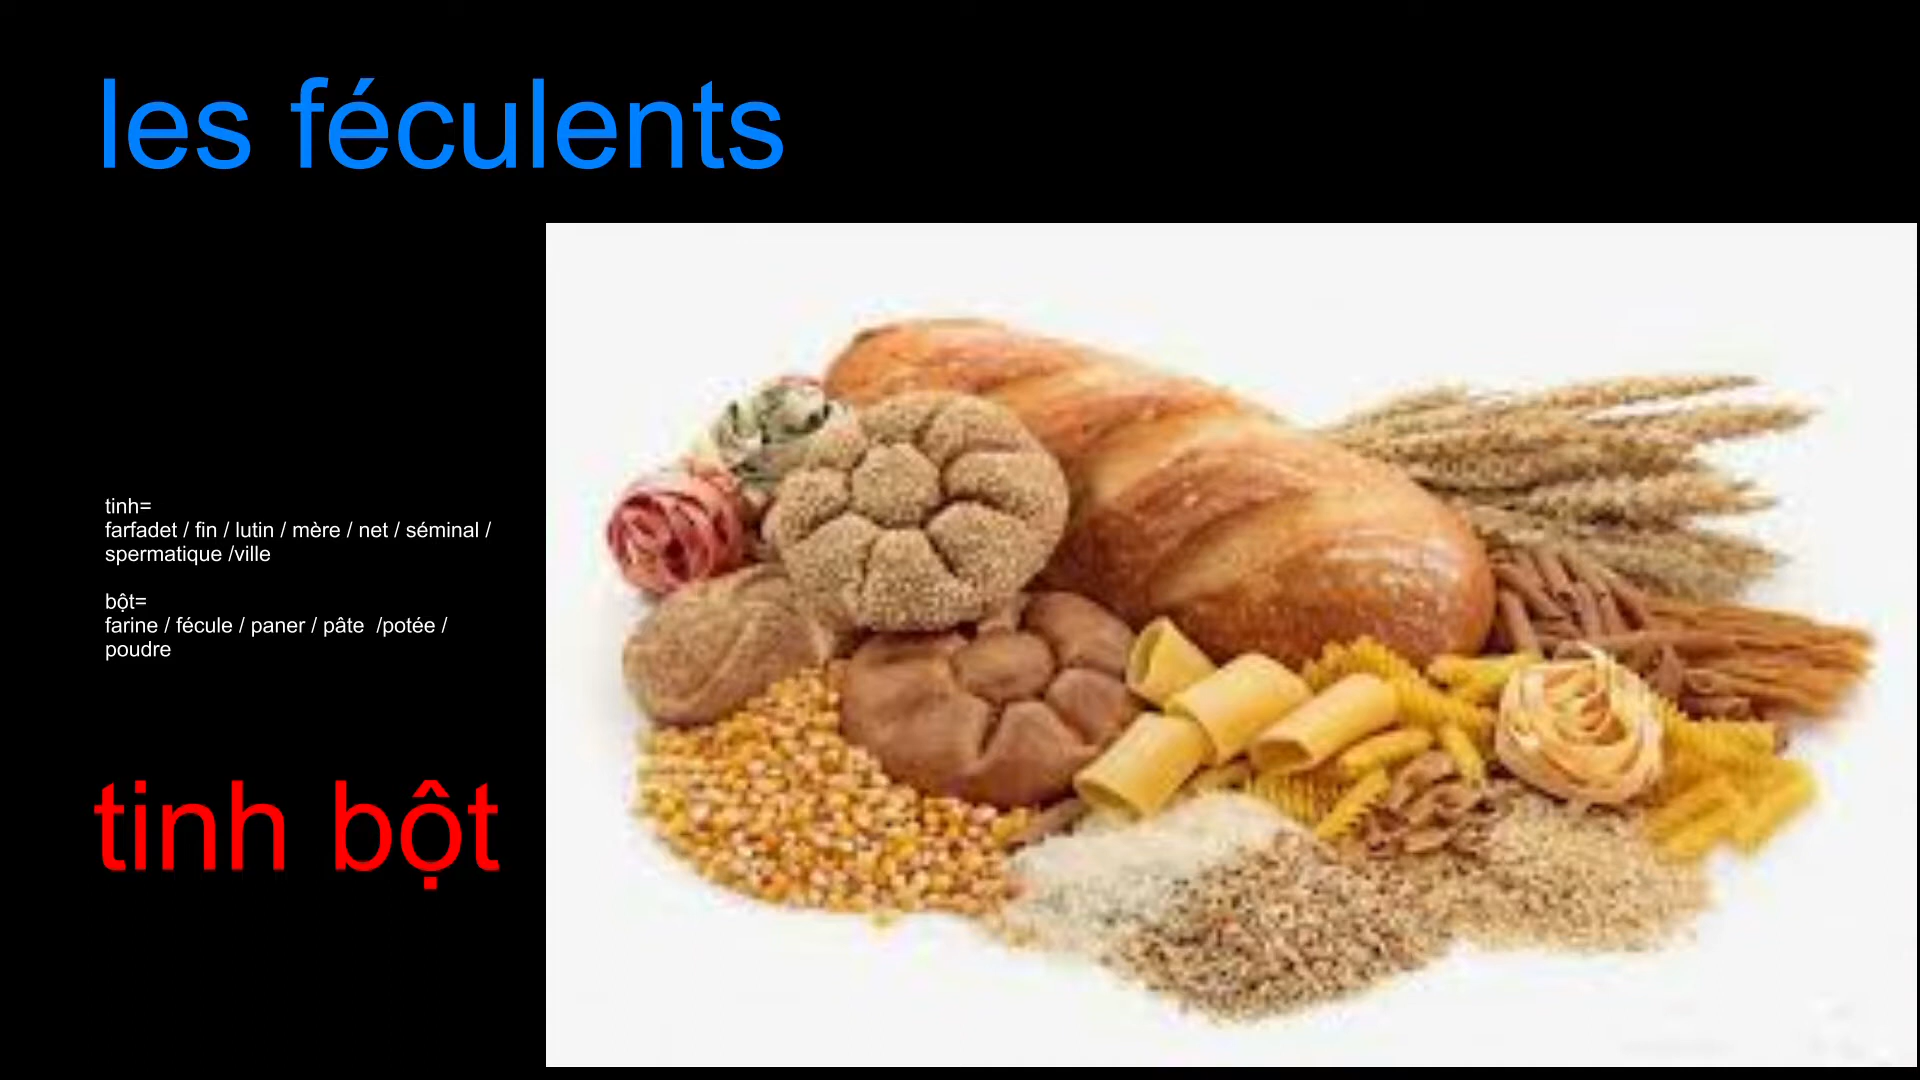 les féculents
tinh=
farfadet / fin / lutin / mère / net / séminal /
spermatique /ville
bột=
farine / fécule / paner / pâte  /potée /
poudre
tinh bột